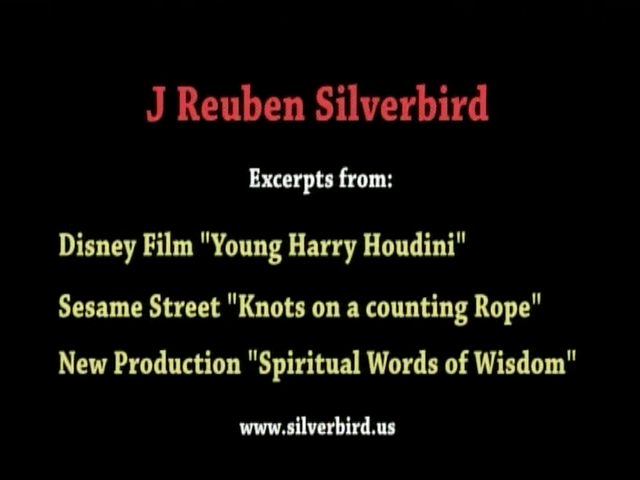 J Reuben Silverbird
Excerpts from:
Disney Film "Young Harry Houdini"
Sesame Street "Knots on a counting Rope"
New Production "Spiritual Words of Wisdom"
www.silverbird.us